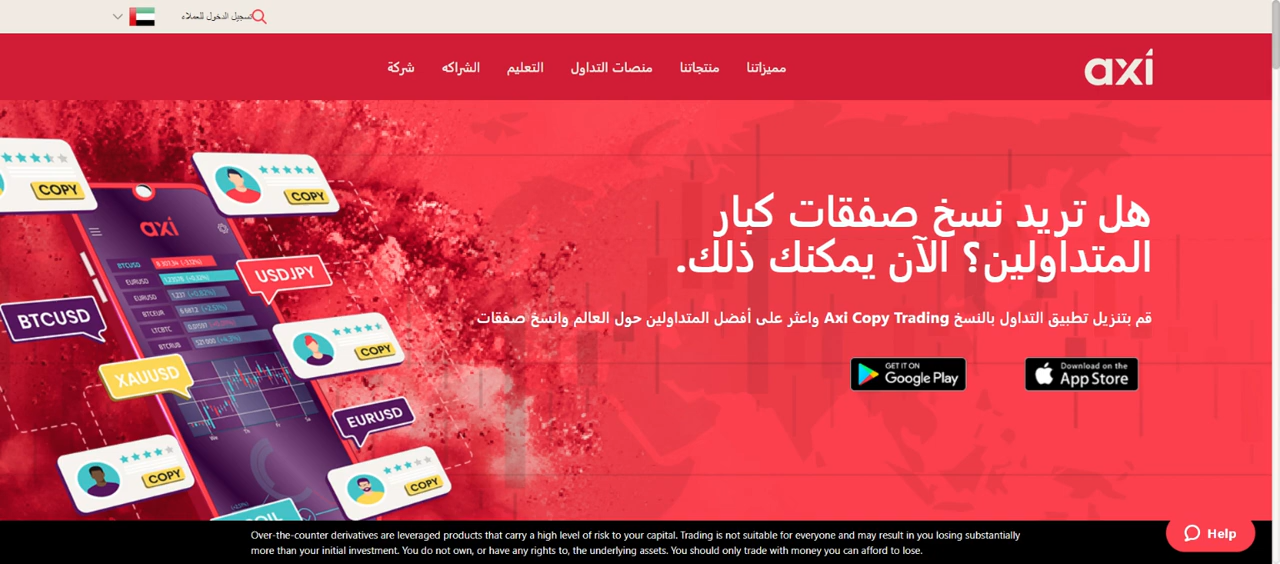 تسجيل الدخول للعملاء
axi
مميزاتنا
منتجاتنا
منصات التداول
التعليم
الشراكه
شركة
هل تريد نسخ صفقات كبار
المتداولين؟ الآن يمكنك ذلك.
قم بتنزيل تطبيق التداول بالنسخ Axi Copy Trading واعثر على أفضل المتداولين حول العالم وانسخ صفقات
Download on the
App Store
GET IT ON
Google Play
COPY
COPY
axi
BTCUSD
EURUSD
EURUSD
BTCEUR
LTCBTC
BTCRUB
USDJPY
BTCUSD
COPY
XAUUSD
EURUSD
COPY
COPY
Over-the-counter derivatives are leveraged products that carry a high level of risk to your capital. Trading is not suitable for everyone and may result in you losing substantially
more than your initial investment. You do not own, or have any rights to, the underlying assets. You should only trade with money you can afford to lose.
Help